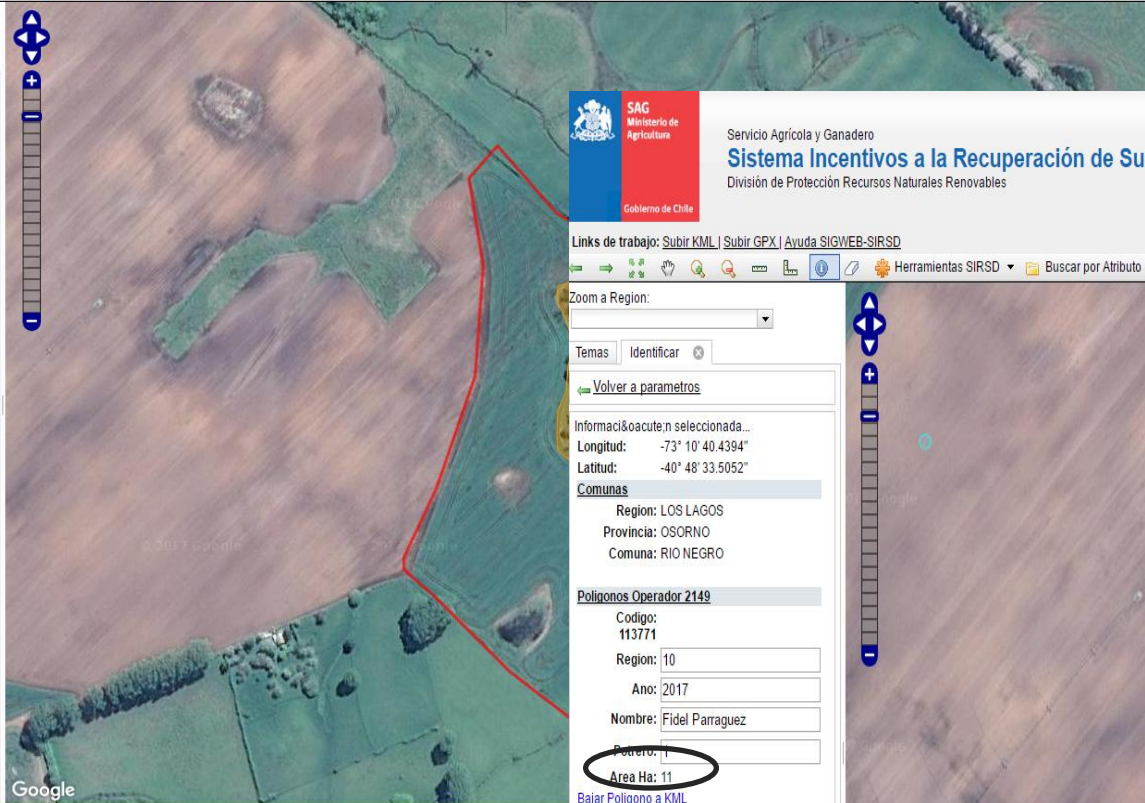 SAG
Ministerio de
Agricultura
Gobierno de Chile
Servicio Agrícola y Ganadero
Sistema Incentivos a la Recuperación de Su
División de Protección Recursos Naturales Renovables
Links de trabajo: Subir KML | Subir GPX | Ayuda SIGWEB-SIRSD
Herramientas SIRSD Buscar por Atributo
Zoom a Region:
Temas Identificar
Volver a parametros
Informaci&oacute;n seleccionada...
Longitud: -73° 10' 40.4394"
Latitud: -40° 48' 33.5052"
Comunas
Region: LOS LAGOS
Provincia: OSORNO
Comuna: RIO NEGRO
Poligonos Operador 2149
Codigo:
113771
Region: 10
Ano: 2017
Nombre: Fidel Parraguez
Potrero: 1
Area Ha: 11
Bajar Poligono a KML
Google